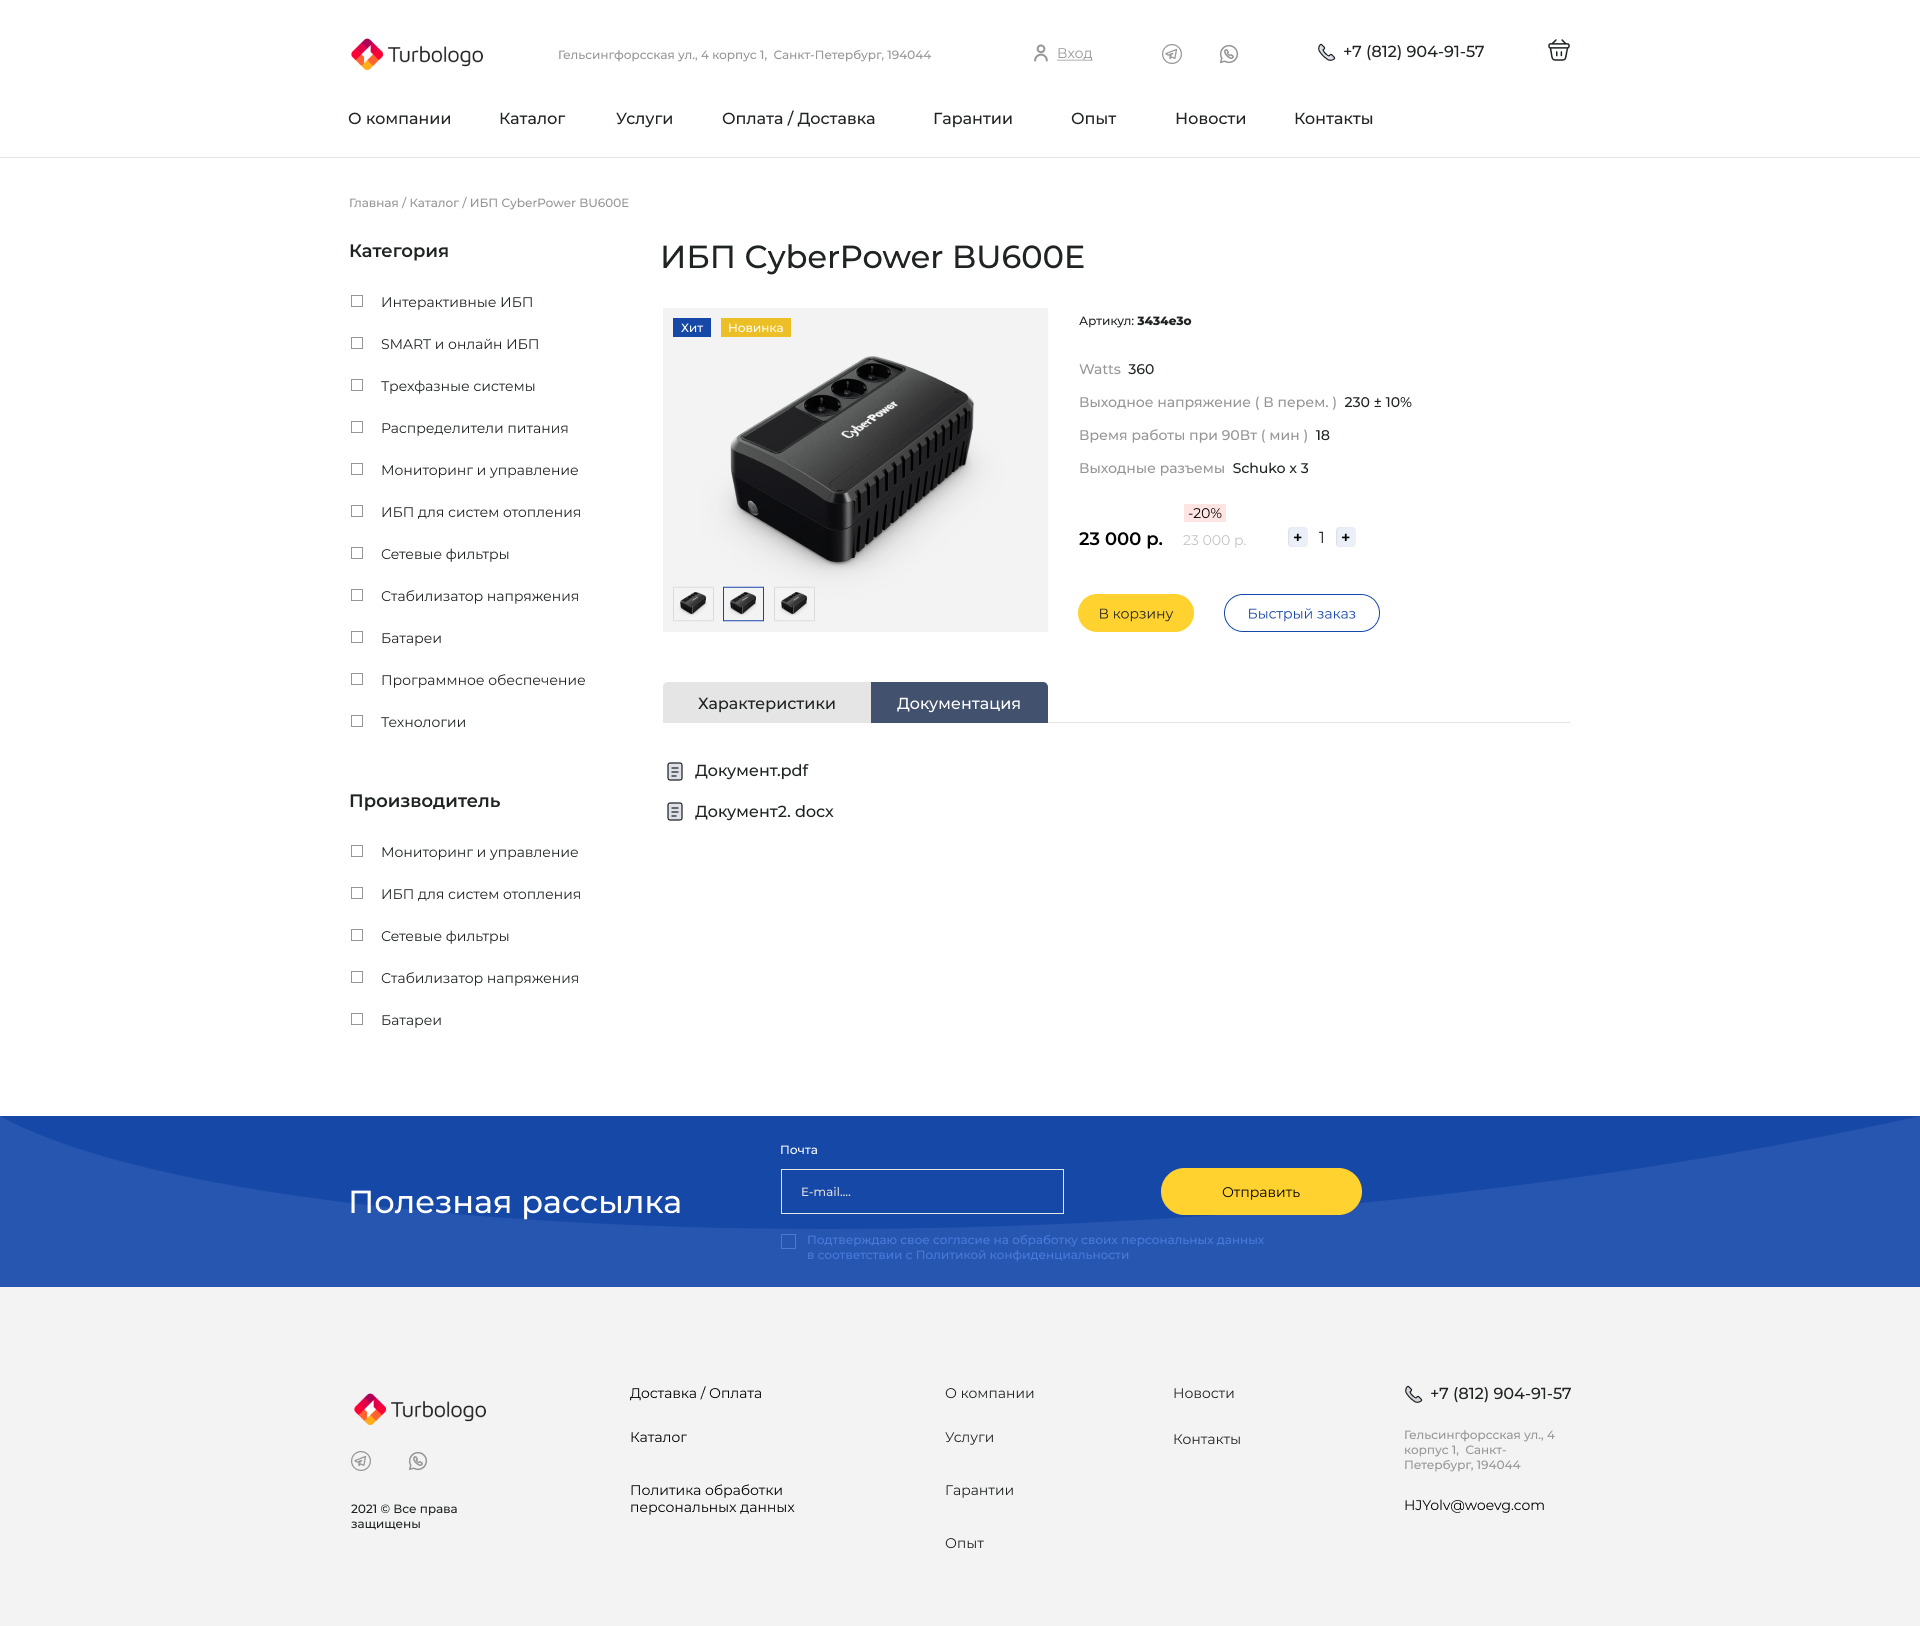 Turbologo
Гельсингфорсская ул., 4 корпус 1, Санкт-Петербург, 194044
Вход
+7 (812) 904-91-57
О компании
Каталог
Услуги
Оплата / Доставка
Гарантии
Опыт
Новости
Контакты
Главная / Каталог / ИБП CyberPower BU600E
Категория
Интерактивные ИБП
SMART и онлайн ИБП
Трехфазные системы
Распределители питания
Мониторинг и управление
ИБП для систем отопления
Сетевые фильтры
Стабилизатор напряжения
Батареи
Программное обеспечение
Технологии
Производитель
Мониторинг и управление
ИБП для систем отопления
Сетевые фильтры
Стабилизатор напряжения
Батареи
ИБП CyberPower BU600E
Хит
Новинка
CyberPower
Артикул: 3434е3о
Watts 360
Выходное напряжение ( В перем. ) 230 ± 10%
Время работы при 90Вт ( мин ) 18
Выходные разъемы Schuko x 3
-20%
23 000 р.
23 000 р.
+ 1 +
В корзину
Быстрый заказ
Характеристики
Документация
Документ.pdf
Документ2. docx
Полезная рассылка
Почта
E-mail....
Отправить
Подтверждаю свое согласие на обработку своих персональных данных
в соответствии с Политикой конфиденциальности
Turbologo
2021 © Все права
защищены
Доставка / Оплата
Каталог
Политика обработки
персональных данных
О компании
Услуги
Гарантии
Опыт
Новости
Контакты
+7 (812) 904-91-57
Гельсингфорсская ул., 4
корпус 1, Санкт-
Петербург, 194044
HJYolv@woevg.com